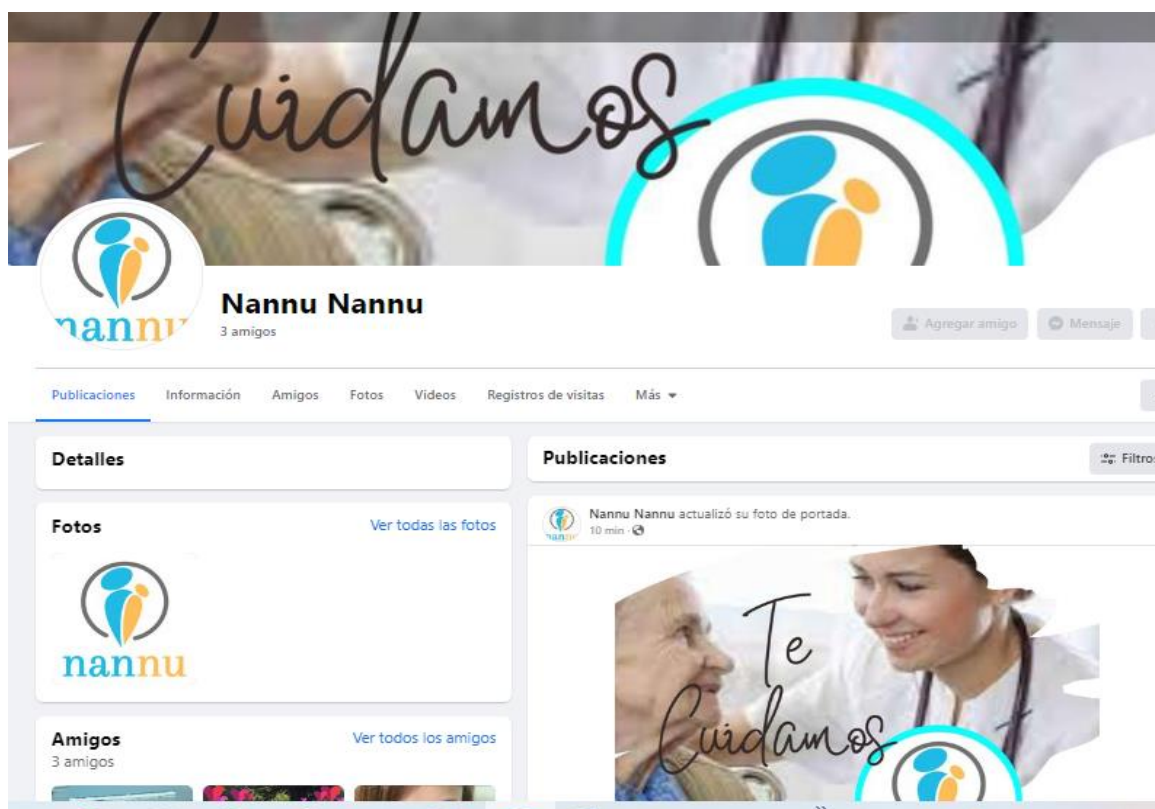 Cuidamos
nannu
Nannu Nannu
3 amigos
Agregar amigo
Mensaje
Publicaciones
Información
Amigos
Fotos
Videos
Registros de visitas
Más
Detalles
Publicaciones
Filtros
Fotos
Ver todas las fotos
nannu
Amigos
Ver todos los amigos
3 amigos
nannu
Nannu Nannu actualizó su foto de portada.
10 min ·
Te
Cuidamos